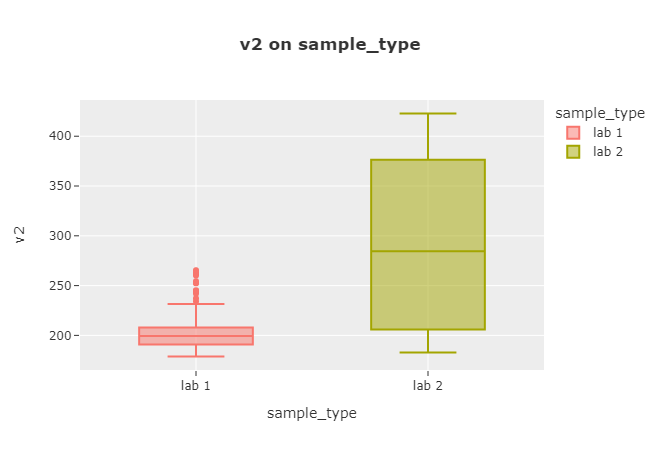 v2 on sample_type
sample_type
lab 1
lab 2
400
350
300
250
200
v2
lab 1
lab 2
sample_type